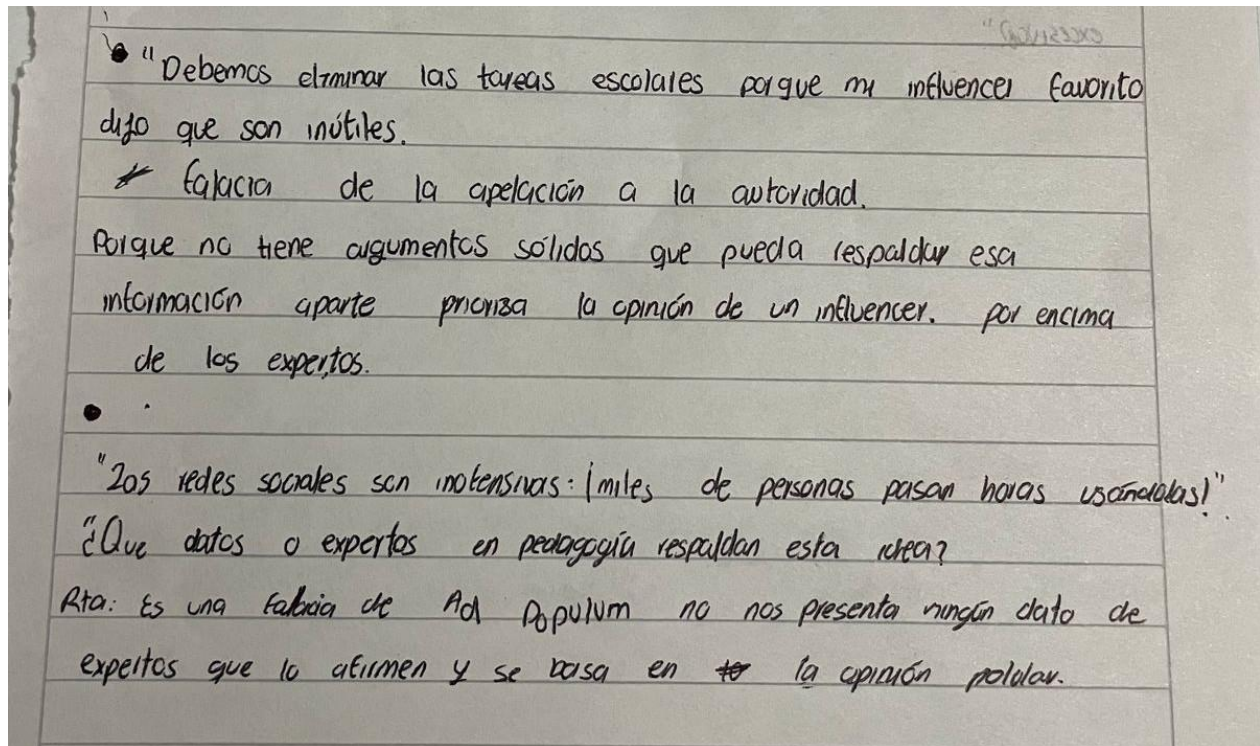 "Debemos eliminar las tareas escolares porque mi influencer favorito
dijo que son inútiles.
falacia de la apelación a la autoridad.
Porque no tiene argumentos sólidos que pueda respaldar esa
información aparte prioriza la opinión de un influencer. por encima
de los expertos.
"Las redes sociales son inofensivas: ¡miles de personas pasan horas usándolas!".
"¿Que datos o expertos en pedagogía respaldan esta idea?
Rta: Es una falacia de Ad Populum no nos presenta ningún dato de
expertos que lo afirmen y se basa en la opinión polular.